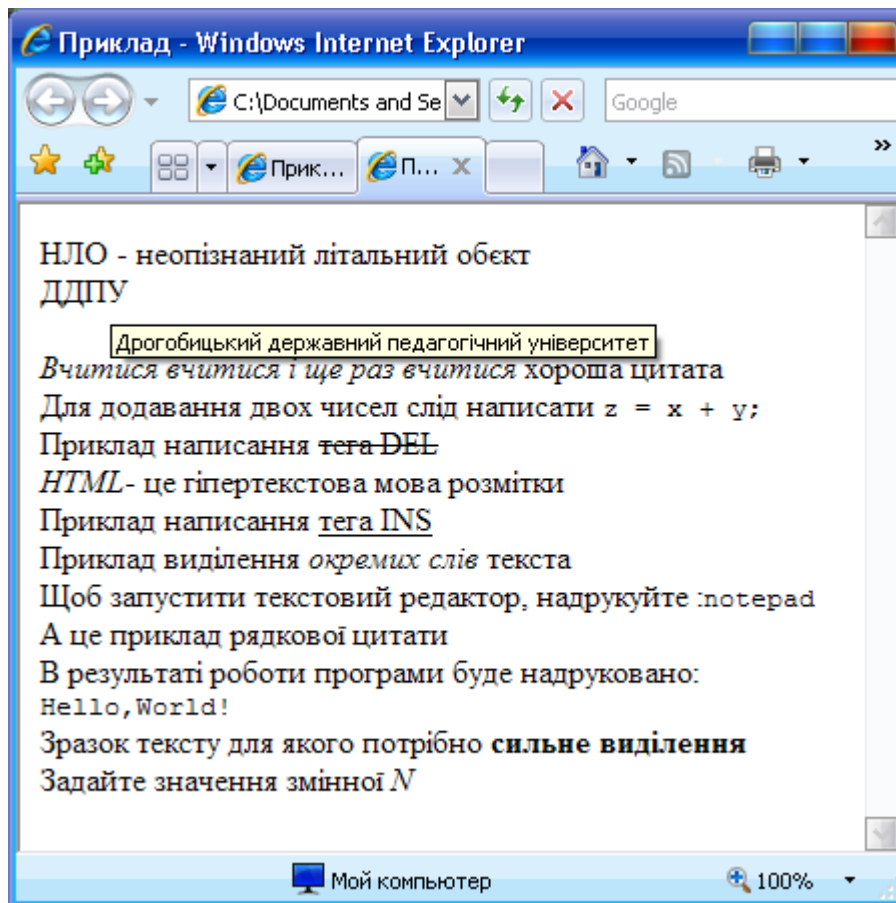 Приклад - Windows Internet Explorer
C:\Documents and Se
Google
Прик...
П...
»
НЛО - неопізнаний літальний обєкт
ДДПУ
Дрогобицький державний педагогічний університет
Вчитися вчитися і ще раз вчитися хороша цитата
Для додавання двох чисел слід написати z = x + y;
Приклад написання тега DEL
HTML- це гіпертекстова мова розмітки
Приклад написання тега INS
Приклад виділення окремих слів текста
Щоб запустити текстовий редактор, надрукуйте :notepad
А це приклад рядкової цитати
В результаті роботи програми буде надруковано:
Hello,World!
Зразок тексту для якого потрібно сильне виділення
Задайте значення змінної N
Мой компьютер
100%